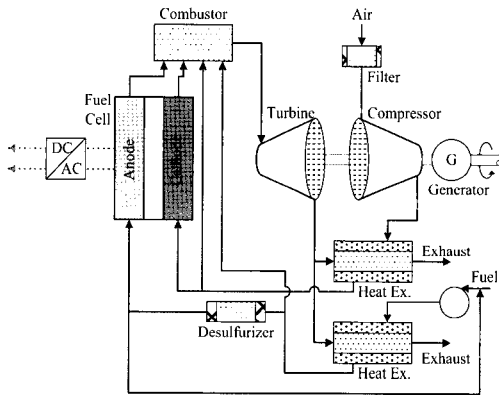 Combustor
Air
Filter
Fuel
Cell
Turbine
Compressor
DC
AC
Anode
G
Generator
Exhaust
Heat Ex.
Fuel
Desulfurizer
Exhaust
Heat Ex.